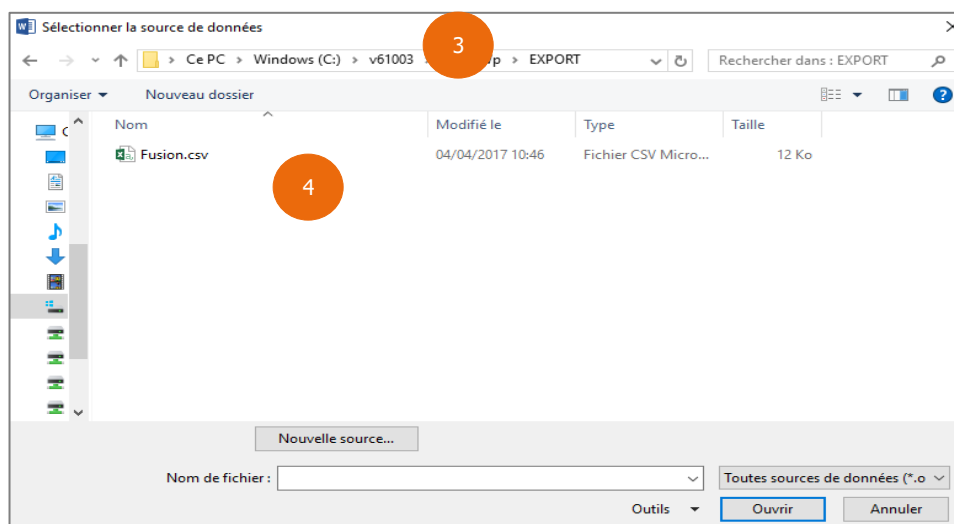 Sélectionner la source de données
3
Ce PC > Windows (C:) > v61003 > EXPORT
Rechercher dans : EXPORT
Organiser
Nouveau dossier
Nom
Modifié le
Type
Taille
Fusion.csv
04/04/2017 10:46
Fichier CSV Micro...
12 Ko
4
Nouvelle source...
Nom de fichier :
Toutes sources de données (*.o
Outils
Ouvrir
Annuler